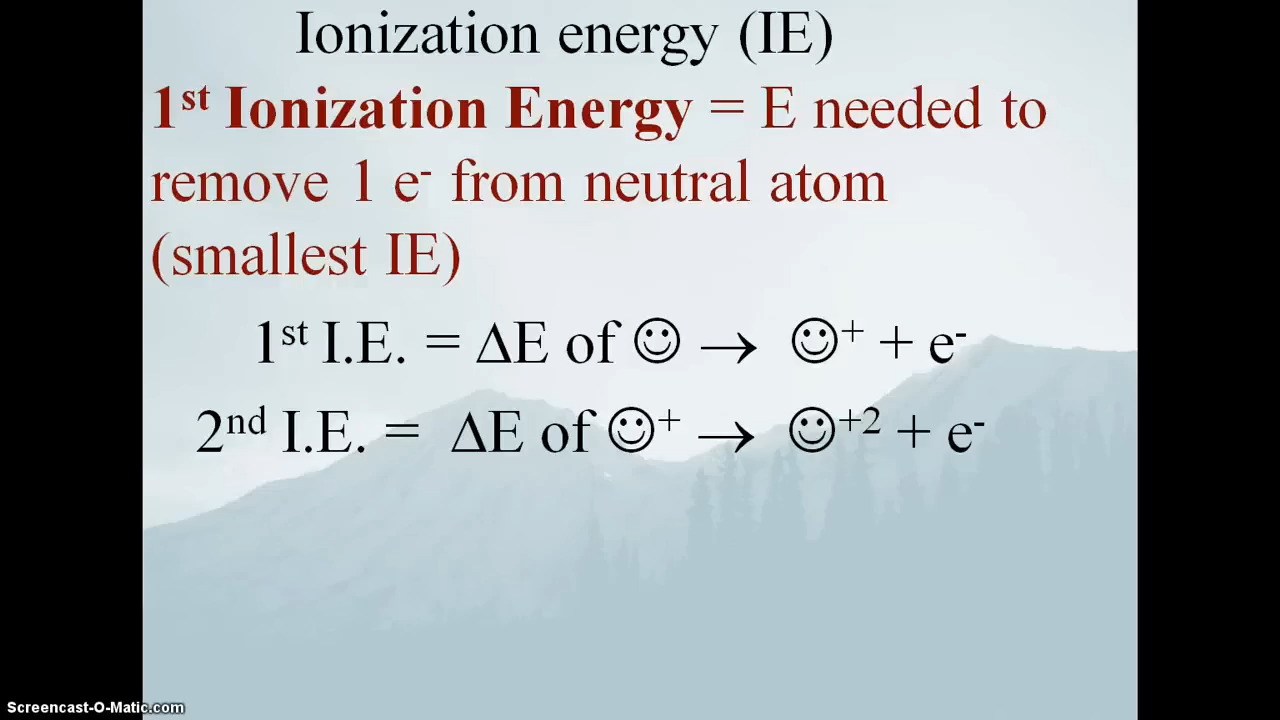 Ionization energy (IE)
1st Ionization Energy = E needed to
remove 1 e- from neutral atom
(smallest IE)
1st I.E. = ΔE of ☺ → ☺+ + e-
2nd I.E. = ΔE of ☺+ → ☺+2 + e-
Screencast-O-Matic.com